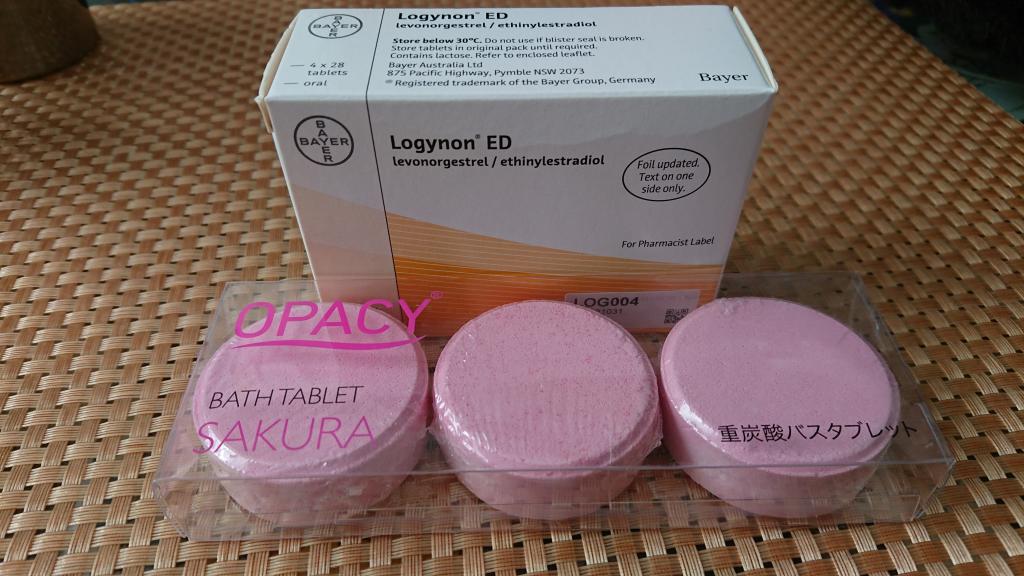 BAYER
BAYER
Logynon® ED
levonorgestrel / ethinylestradiol
Store below 30°C. Do not use if blister seal is broken.
Store tablets in original pack until required.
Contains lactose. Refer to enclosed leaflet.
Bayer Australia Ltd
875 Pacific Highway, Pymble NSW 2073
® Registered trademark of the Bayer Group, Germany
4 x 28
tablets
oral
Bayer
BAYER
BAYER
Logynon® ED
levonorgestrel / ethinylestradiol
Foil updated.
Text on one
side only.
For Pharmacist Label
LOG004
OPACY®
BATH TABLET
SAKURA
重炭酸バスタブレット